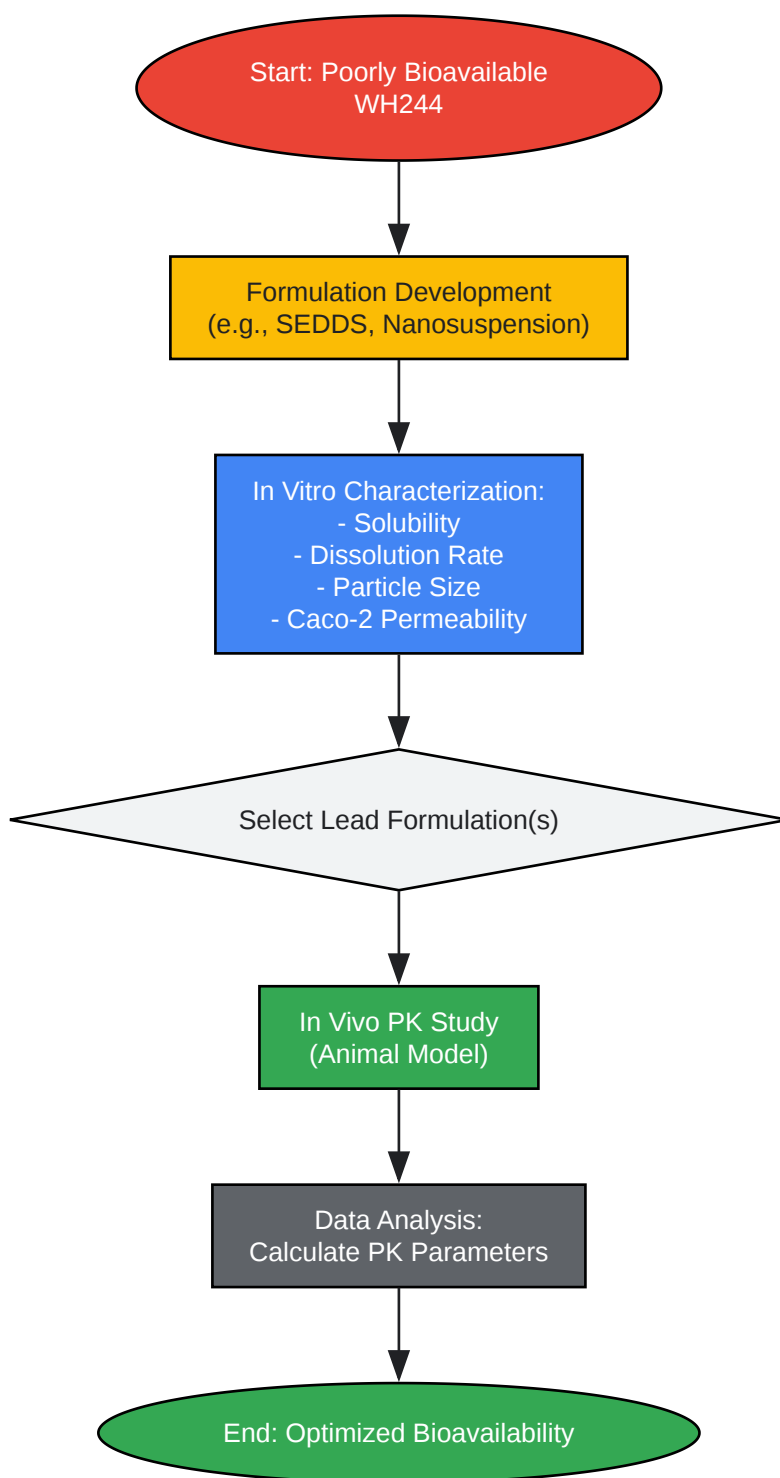 Start: Poorly Bioavailable
WH244
Formulation Development
(e.g., SEDDS, Nanosuspension)
In Vitro Characterization:
- Solubility
- Dissolution Rate
- Particle Size
- Caco-2 Permeability
Select Lead Formulation(s)
In Vivo PK Study
(Animal Model)
Data Analysis:
Calculate PK Parameters
End: Optimized Bioavailability